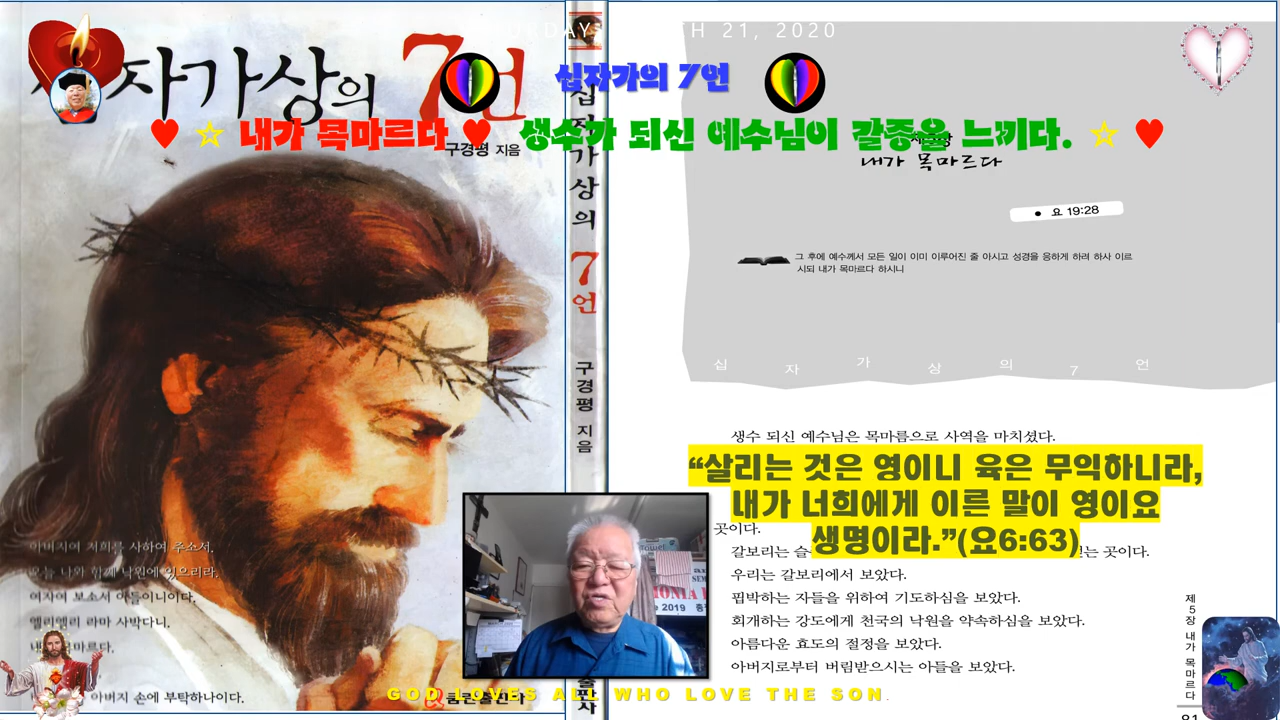 MARCH 21, 2020
자가상의 7언
십자가의 7언
♥ ☆ 내가 목마르다 ♥ 생수가 되신 예수님이 갈증을 느끼다. ☆ ♥
구경평 지음
내가 목마르다
• 요 19:28
그 후에 예수께서 모든 일이 이미 이루어진 줄 아시고 성경을 응하게 하려 하사 이르
시되 내가 목마르다 하시니
십 자 가 상 의 7 언
십자가상의 7언
구경평 지음
생수 되신 예수님은 목마름으로 사역을 마치셨다.
“살리는 것은 영이니 육은 무익하니라,
내가 너희에게 이른 말이 영이요
생명이라.”(요6:63)
곳이다.
갈보리는 슬 는 곳이다.
우리는 갈보리에서 보았다.
핍박하는 자들을 위하여 기도하심을 보았다.
회개하는 강도에게 천국의 낙원을 약속하심을 보았다.
아름다운 효도의 절정을 보았다.
아버지로부터 버림받으시는 아들을 보았다.
제5장 내가 목마르다
91
아버지여 저희를 사하여 주소서.
오늘 나와 함께 낙원에 있으리라.
여자여 보소서 아들이니이다.
엘리엘리 라마 사박다니.
내가 목마르다.
아버지 손에 부탁하나이다.
쿰란출판사
2019
GOD LOVES ALL WHO LOVE THE SON.